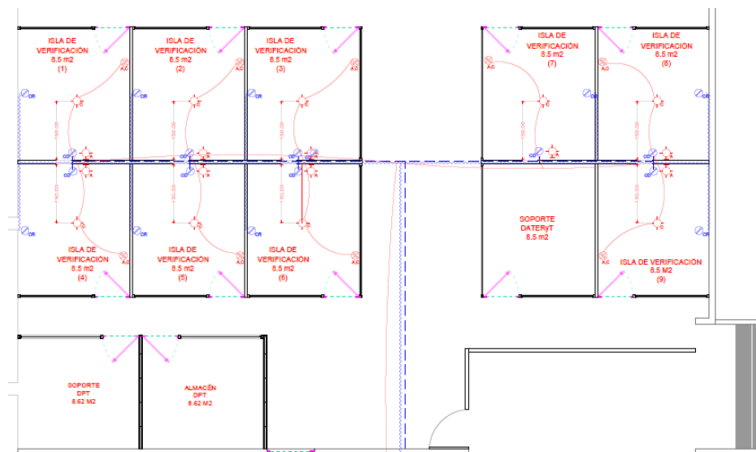 ISLA DE
VERIFICACIÓN
8.5 m2
(1)
ISLA DE
VERIFICACIÓN
8.5 m2
(2)
ISLA DE
VERIFICACIÓN
8.5 m2
(3)
ISLA DE
VERIFICACIÓN
8.5 m2
(7)
ISLA DE
VERIFICACIÓN
8.5 m2
(8)
ISLA DE
VERIFICACIÓN
8.5 m2
(4)
ISLA DE
VERIFICACIÓN
8.5 m2
(5)
ISLA DE
VERIFICACIÓN
8.5 m2
(6)
SOPORTE
DATERyT
8.5 m2
ISLA DE VERIFICACIÓN
8.5 M2
(9)
SOPORTE
DPT
8.62 M2
ALMACÉN
DPT
8.62 M2